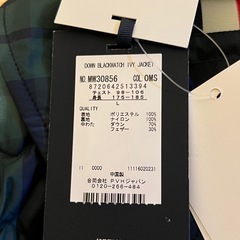 DOWN BLACKWATCH IVY JACKET
NO. MW30856 COL. OMS
8720642513394
チェスト 98-106
身長 175-185
L
QUALITY
表地 ポリエステル 100%
裏地 ナイロン 100%
中わた ダウン 70%
フェザー 30%
11 0000 1111602023)
中国製
合同会社PVHジャパン
0120-266-484